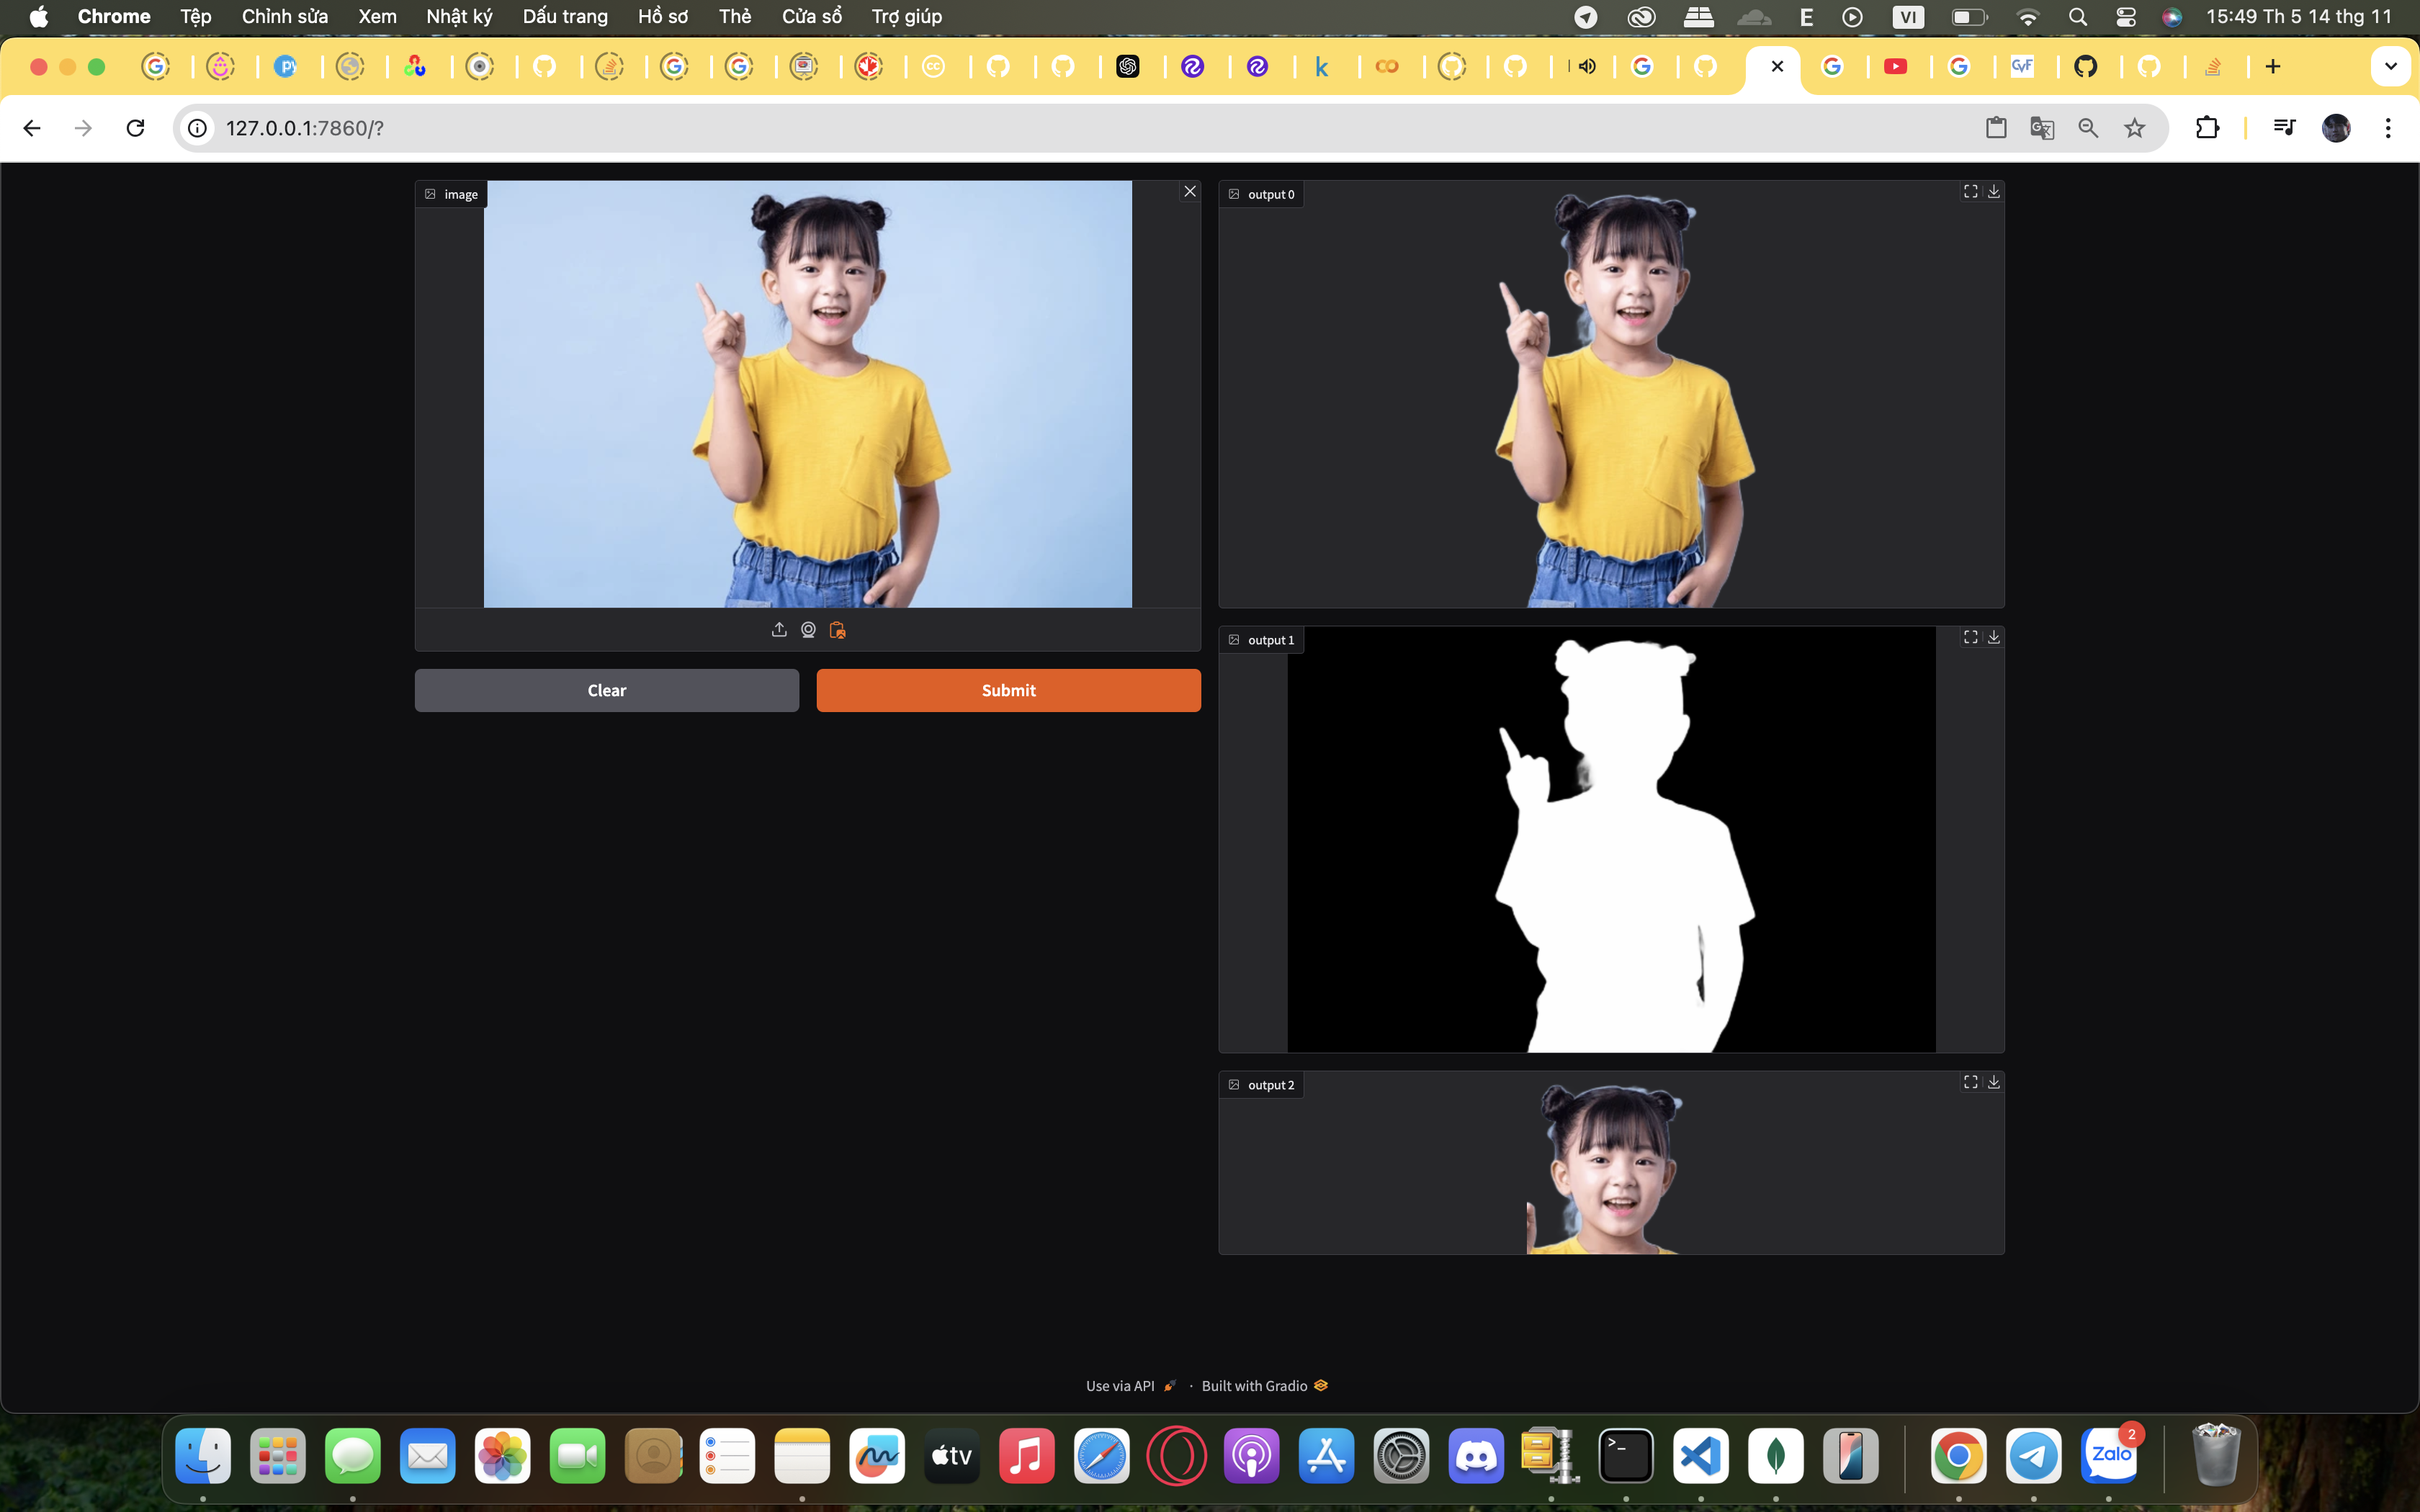 Chrome Tệp Chỉnh sửa Xem Nhật ký Dấu trang Hồ sơ Thẻ Cửa sổ Trợ giúp E VI 15:49 Th 5 14 thg 11
127.0.0.1:7860/?
image
output 0
Clear
Submit
output 1
output 2
Use via API · Built with Gradio
tv
>_
Zalo
2